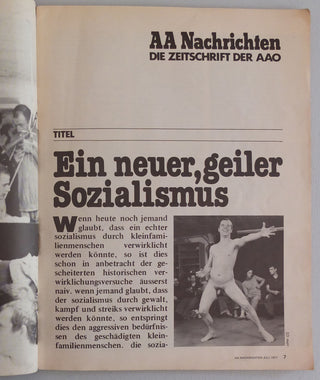 AA Nachrichten
DIE ZEITSCHRIFT DER AAO
TITEL
Ein neuer, geiler
Sozialismus
Wenn heute noch jemand
glaubt, dass ein echter
sozialismus durch kleinfami-
lienmenschen verwirklicht
werden könnte, so ist dies
schon in anbetracht der ge-
scheiterten historischen ver-
wirklichungsversuche äusserst
naiv. wenn jemand glaubt, dass
der sozialismus durch gewalt,
kampf und streiks verwirklicht
werden könnte, so entspringt
dies den aggressiven bedürfnis-
sen des geschädigten klein-
familienmenschen. die sozia-
AA NACHRICHTEN JULI 1977 7